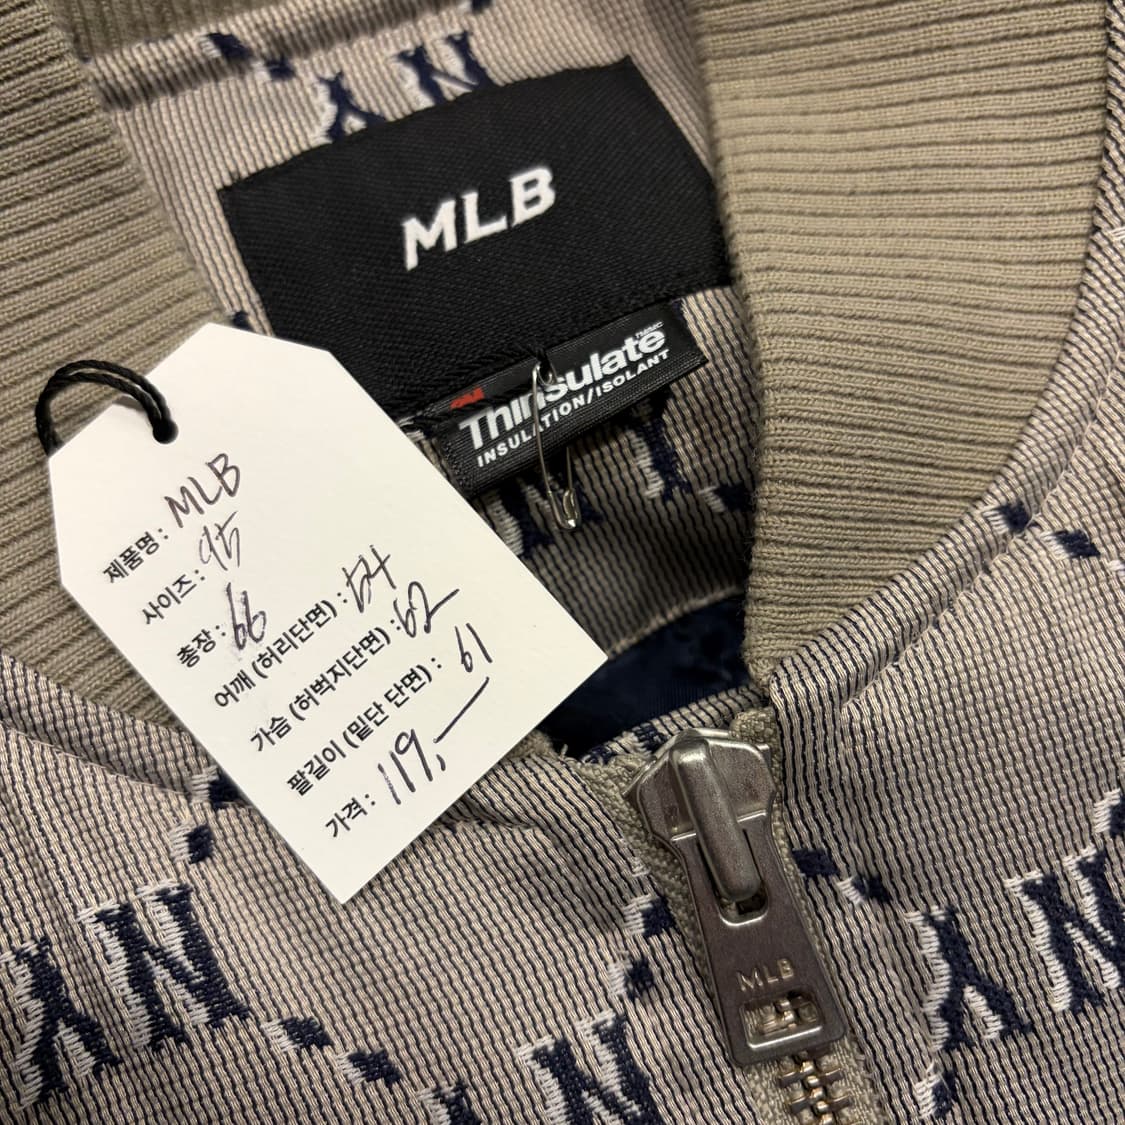 MLB
3M
Thinsulate
INSULATION/ISOLANT
제품명: MLB
사이즈: 95
총장: 66
어깨 (허리단면): 54
가슴 (허벅지단면): 62
팔길이 (밑단 단면): 61
가격: 119,—
MLB
NY